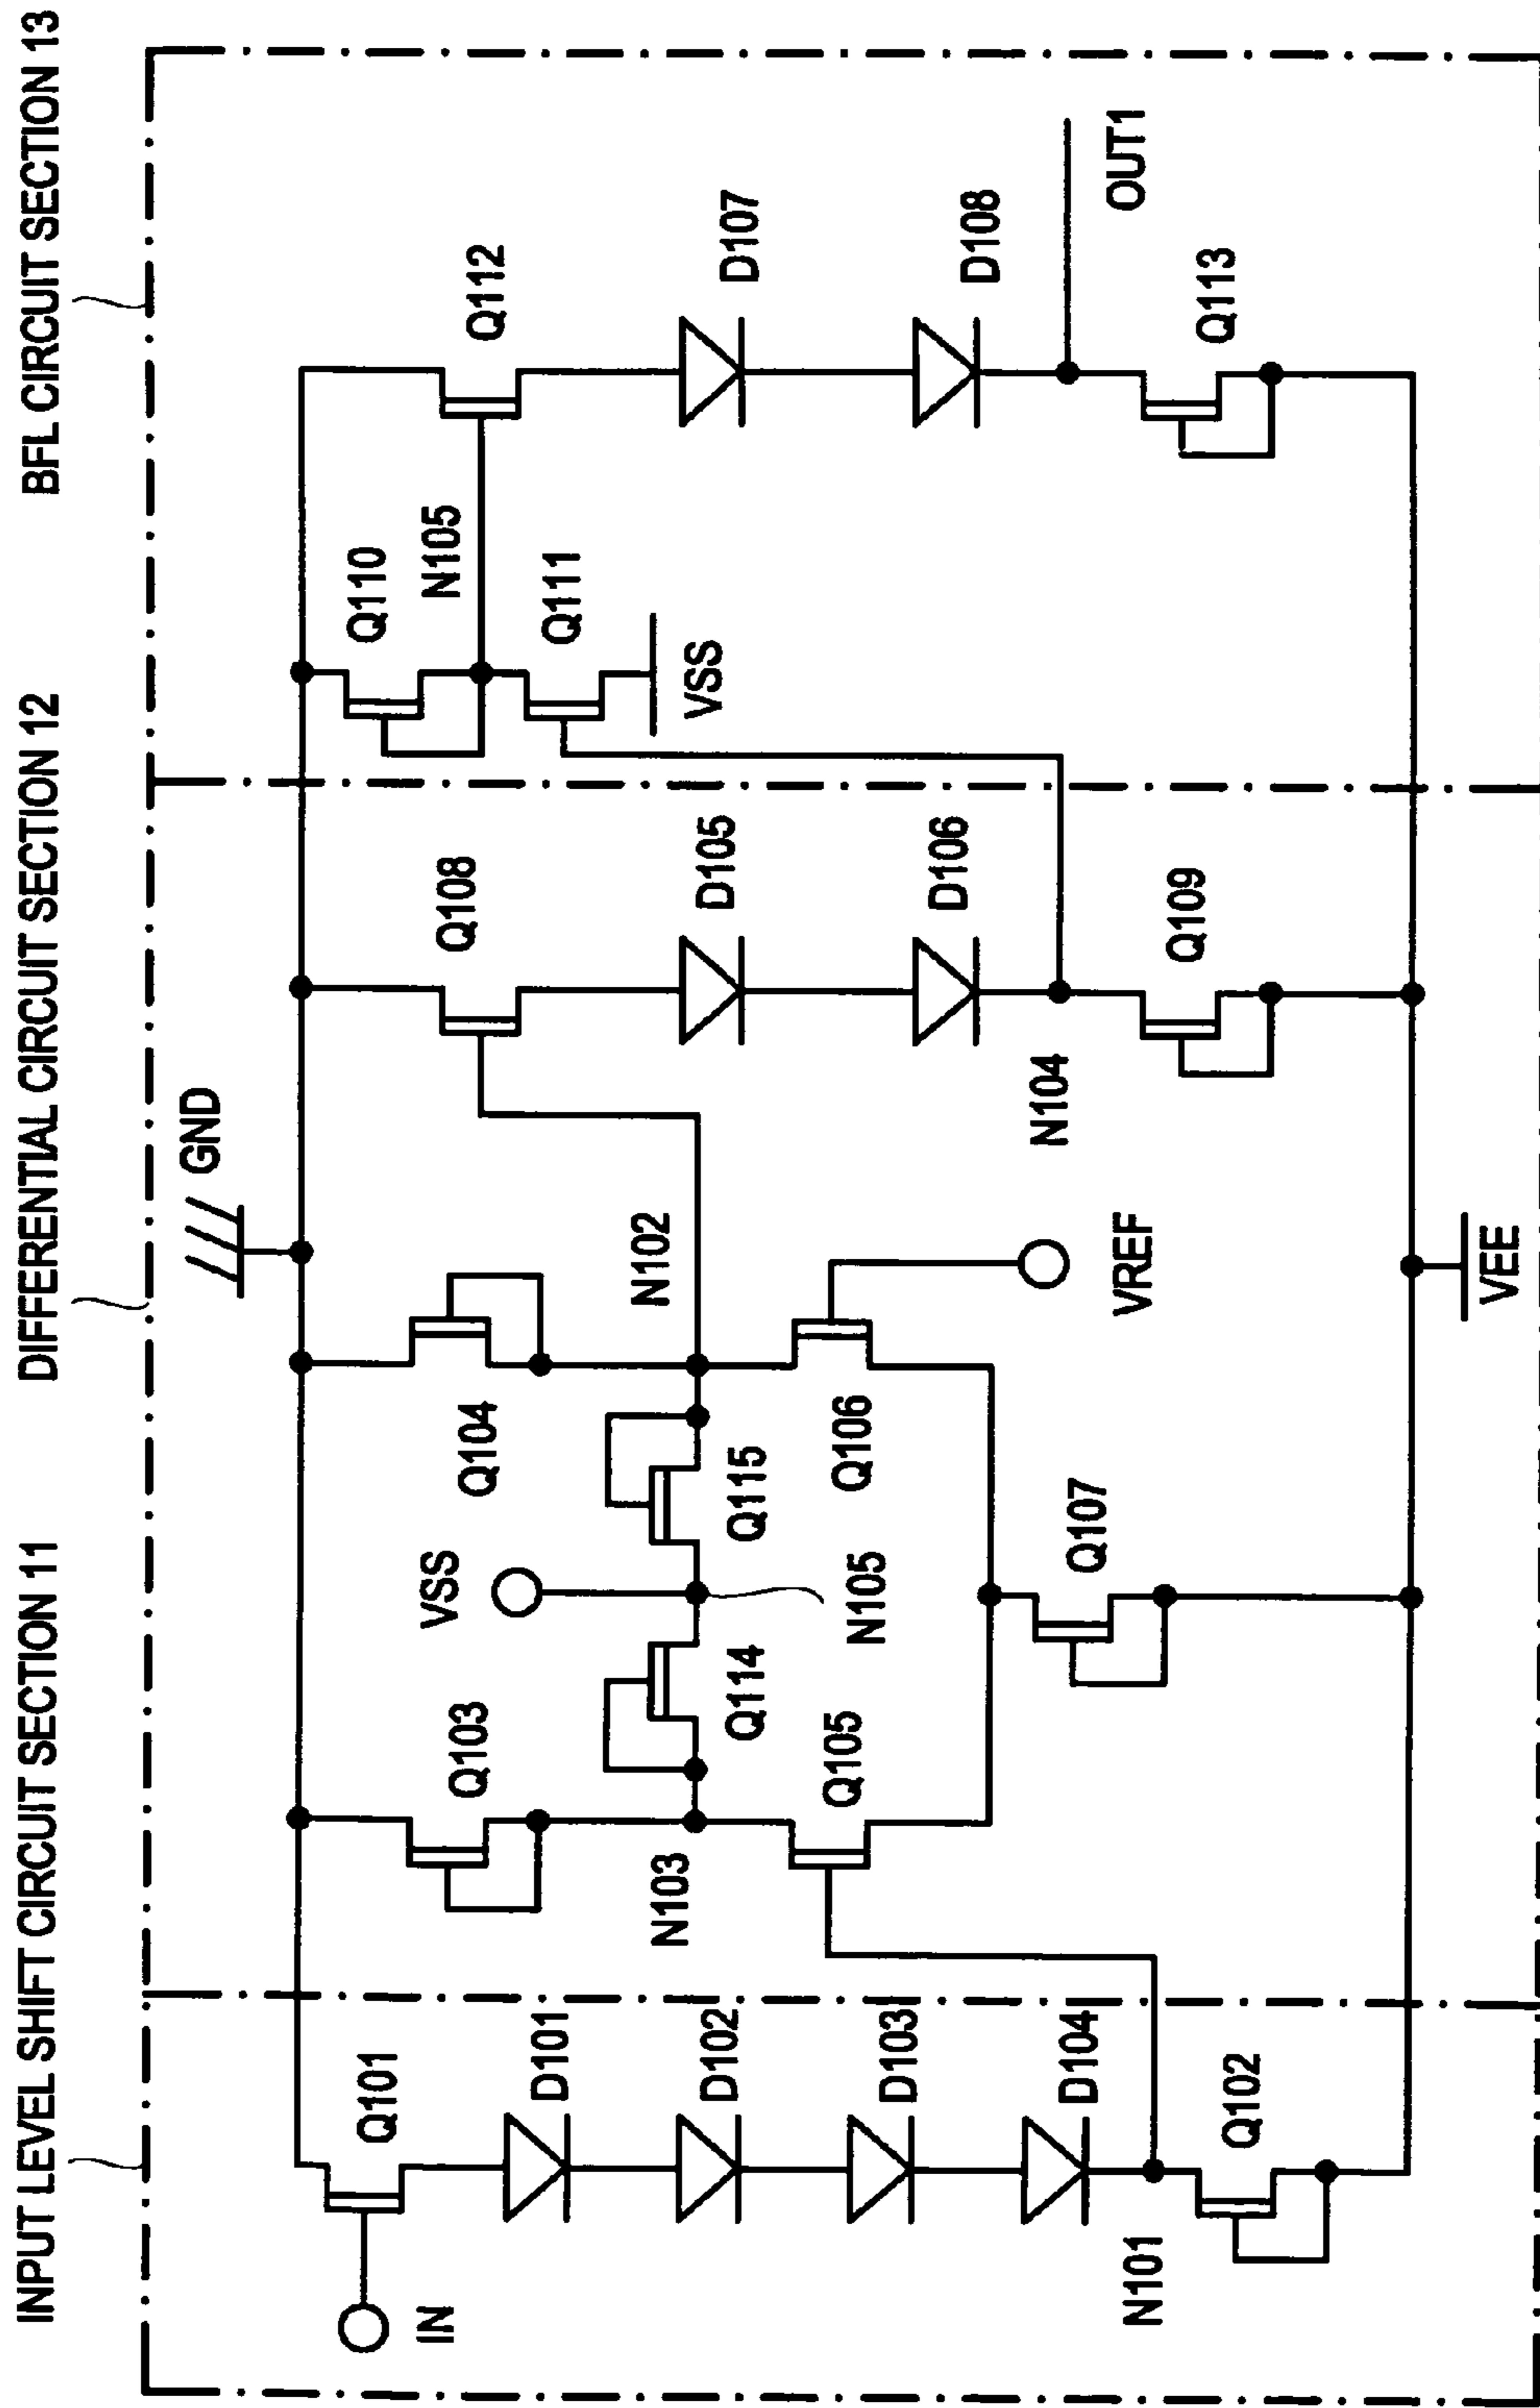 INPUT LEVEL SHIFT CIRCUIT SECTION 11
DIFFERENTIAL CIRCUIT SECTION 12
BFL CIRCUIT SECTION 13
GND
IN
Q101
D101
D102
D103
D104
N101
Q102
Q103
N103
Q105
Q114
VSS
N105
Q115
Q104
Q106
Q107
N102
VREF
VEE
Q108
D105
D106
N104
Q109
Q110
N105
Q111
VSS
Q112
D107
D108
OUT1
Q113